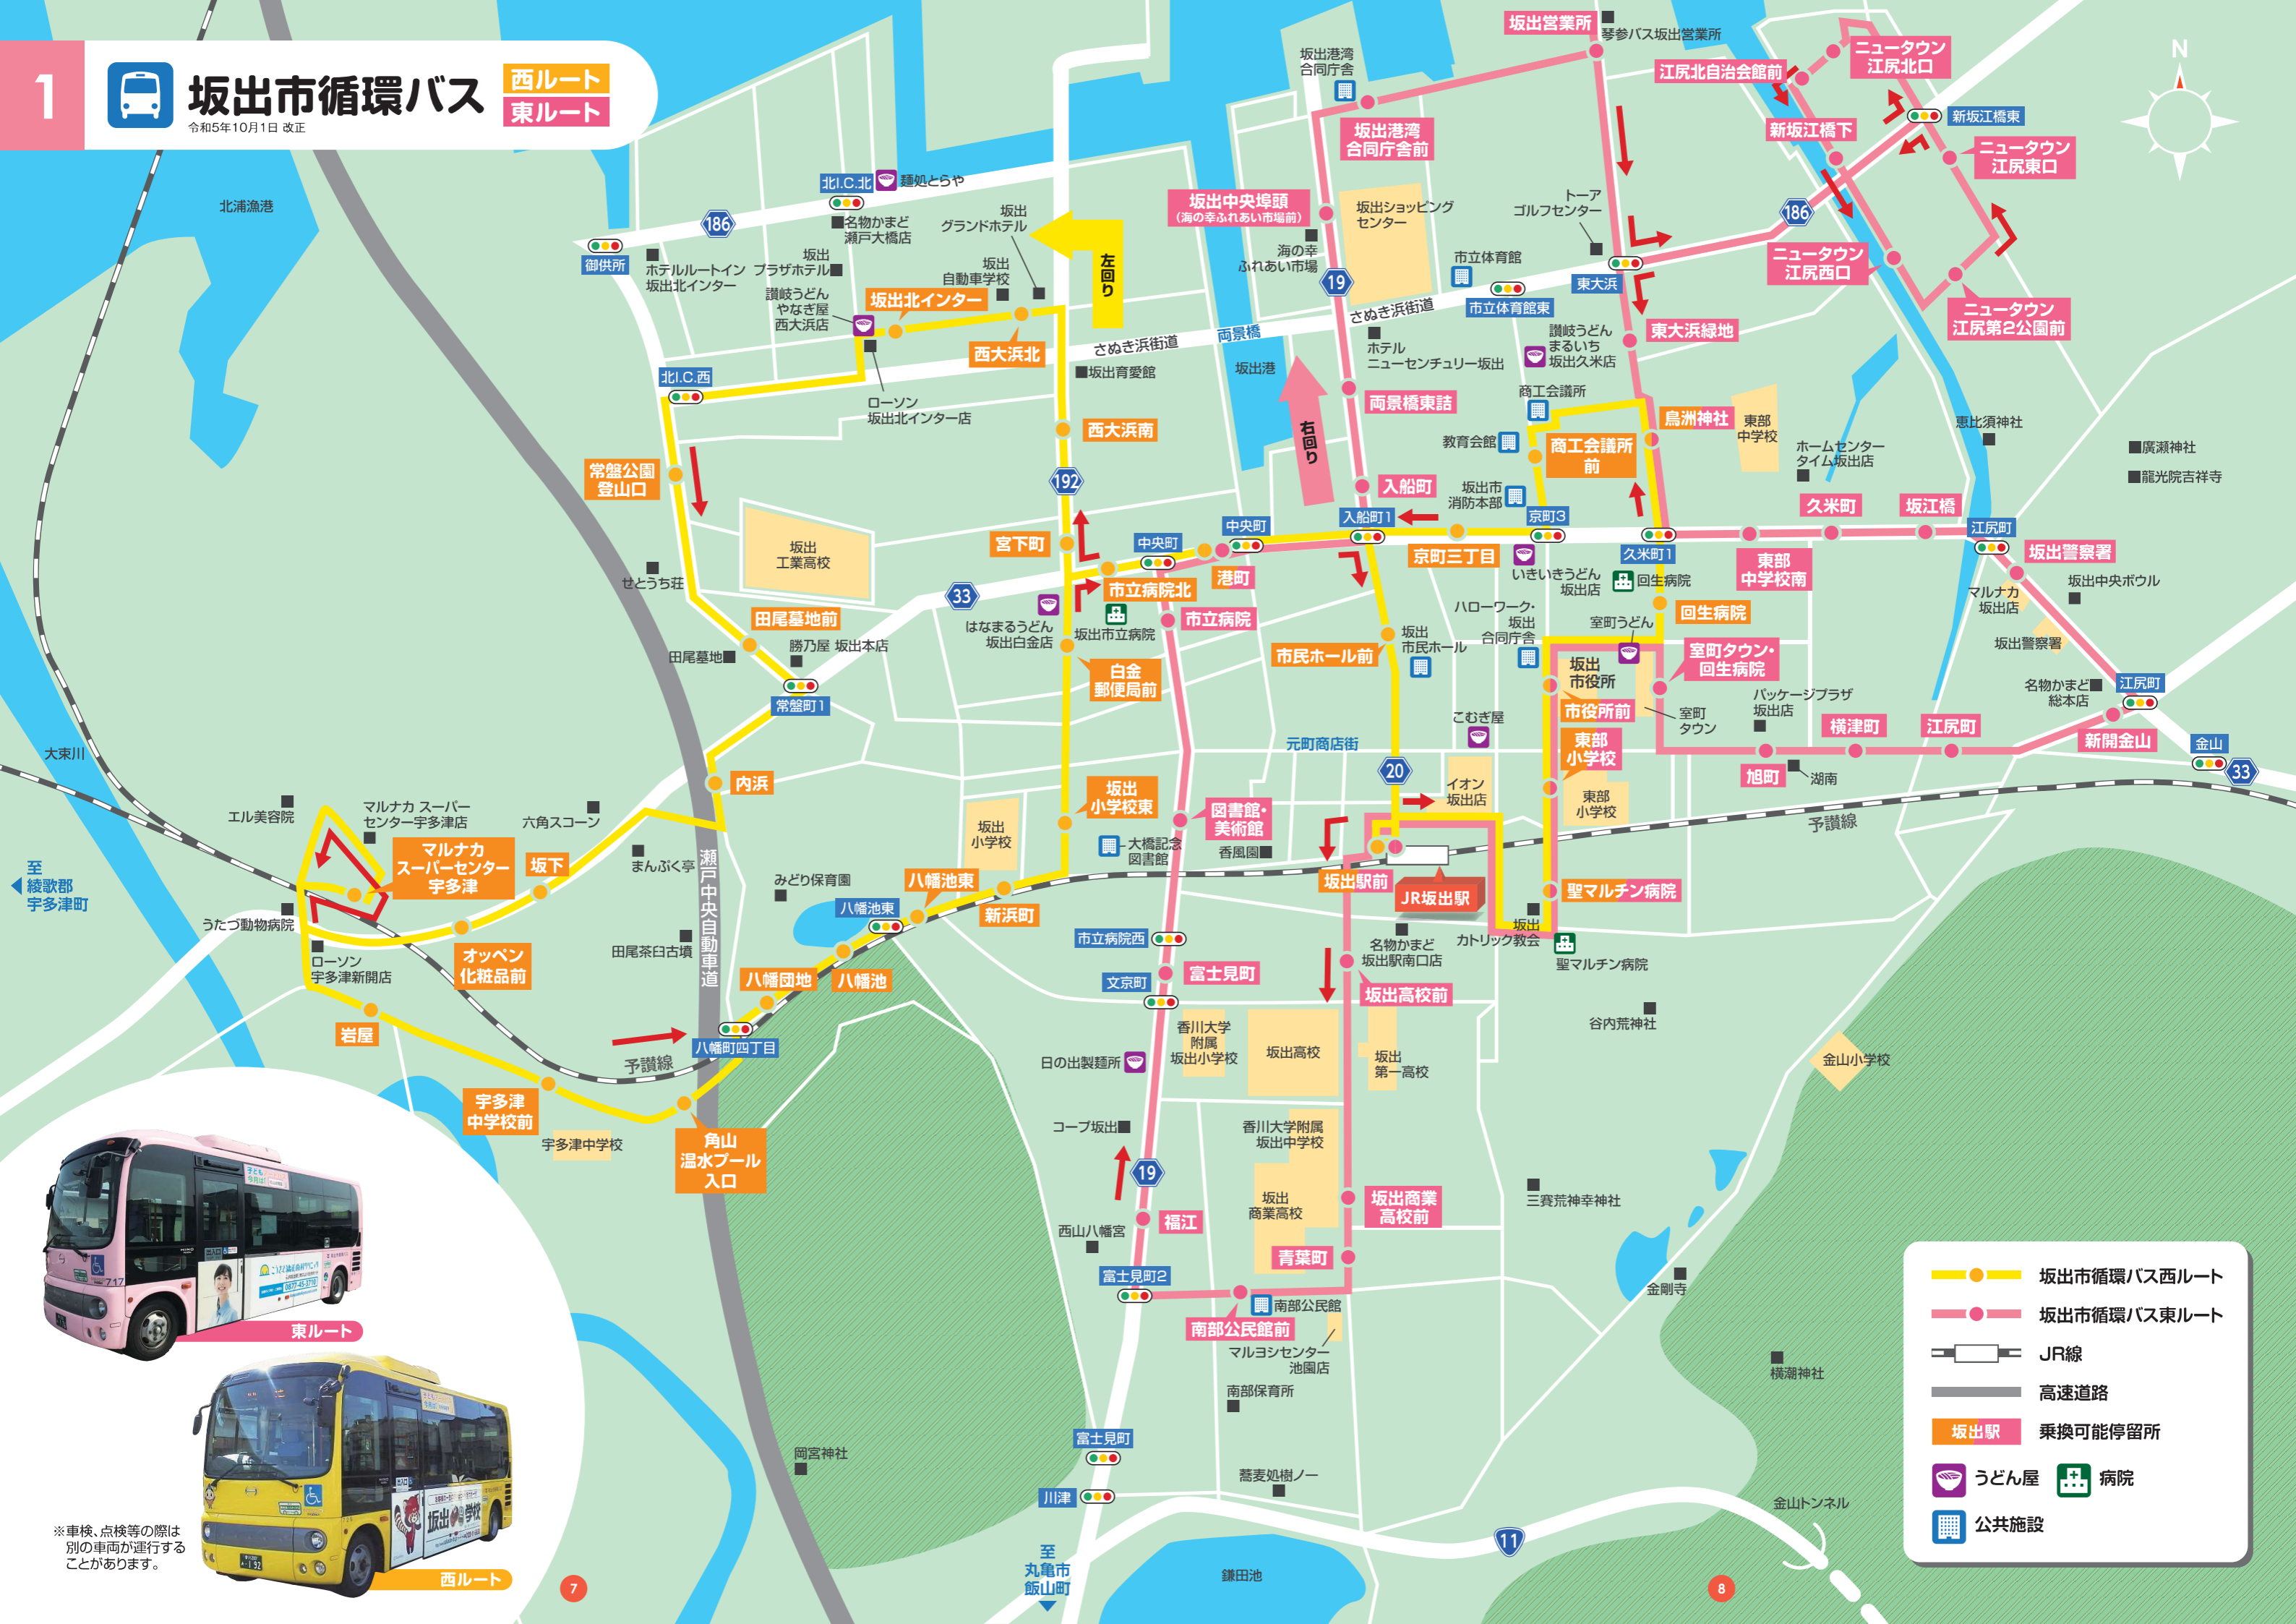 1
坂出市循環バス
令和5年10月1日 改正
西ルート
東ルート
N
北浦漁港
186
北I.C.北
麺処とらや
御供所
名物かまど
瀬戸大橋店
坂出
グランドホテル
ホテルルートイン
坂出北インター
坂出
プラザホテル
坂出
自動車学校
讃岐うどん
やなぎ屋
西大浜店
坂出北インター
左回り
西大浜北
さぬき浜街道
両景橋
北I.C.西
坂出育愛館
ローソン
坂出北インター店
西大浜南
常盤公園
登山口
192
坂出
工業高校
宮下町
せとうち荘
33
中央町
中央町
市立病院北
港町
はなまるうどん
坂出白金店
坂出市立病院
市立病院
田尾墓地前
田尾墓地
勝乃屋 坂出本店
白金
郵便局前
常盤町1
大束川
内浜
エル美容院
マルナカ スーパー
センター宇多津店
六角スコーン
至
綾歌郡
宇多津町
マルナカ
スーパーセンター
宇多津
坂下
まんぷく亭
瀬戸中央自動車道
みどり保育園
八幡池東
八幡池東
新浜町
坂出
小学校
坂出
小学校東
大橋記念
図書館
図書館・
美術館
香風園
うたづ動物病院
ローソン
宇多津新開店
オッペン
化粧品前
田尾茶臼古墳
八幡団地
八幡池
岩屋
八幡町四丁目
予讃線
宇多津
中学校前
宇多津中学校
角山
温水プール
入口
坂出営業所
琴参バス坂出営業所
坂出港湾
合同庁舎
坂出港湾
合同庁舎前
坂出中央埠頭
(海の幸ふれあい市場前)
坂出ショッピング
センター
海の幸
ふれあい市場
19
さぬき浜街道
坂出港
ホテル
ニューセンチュリー坂出
市立体育館
市立体育館東
トーア
ゴルフセンター
東大浜
東大浜緑地
讃岐うどん
まるいち
坂出久米店
両景橋東詰
右回り
入船町
入船町1
商工会議所
教育会館
商工会議所
前
坂出市
消防本部
京町3
京町三丁目
鳥洲神社
東部
中学校
江尻北自治会館前
ニュータウン
江尻北口
新坂江橋下
新坂江橋東
ニュータウン
江尻東口
186
ニュータウン
江尻西口
ニュータウン
江尻第2公園前
恵比須神社
廣瀬神社
龍光院吉祥寺
ホームセンター
タイム坂出店
久米町
坂江橋
江尻町
久米町1
東部
中学校南
坂出警察署
坂出中央ボウル
マルナカ
坂出店
坂出警察署
いきいきうどん
坂出店
回生病院
回生病院
ハローワーク・
坂出
合同庁舎
室町うどん
室町タウン・
回生病院
坂出
市民ホール
市民ホール前
坂出
市役所
市役所前
室町
タウン
パッケージプラザ
坂出店
横津町
江尻町
名物かまど
総本店
江尻町
新開金山
金山
33
旭町
湖南
こむぎ屋
元町商店街
20
イオン
坂出店
東部
小学校
東部
小学校
予讃線
坂出駅前
JR坂出駅
聖マルチン病院
坂出
カトリック教会
聖マルチン病院
名物かまど
坂出駅南口店
坂出高校前
市立病院西
文京町
富士見町
香川大学
附属
坂出小学校
坂出高校
坂出
第一高校
谷内荒神社
金山小学校
日の出製麺所
コープ坂出
香川大学附属
坂出中学校
19
坂出
商業高校
坂出商業
高校前
三賽荒神幸神社
西山八幡宮
福江
青葉町
富士見町2
南部公民館前
南部公民館
金剛寺
マルヨシセンター
池園店
南部保育所
横潮神社
岡宮神社
富士見町
川津
蕎麦処樹ノ一
至
丸亀市
飯山町
鎌田池
11
金山トンネル
717
東ルート
坂出 学校
・192
西ルート
※車検、点検等の際は
別の車両が運行する
ことがあります。
7
8
坂出市循環バス西ルート
坂出市循環バス東ルート
JR線
高速道路
坂出駅
乗換可能停留所
うどん屋
病院
公共施設